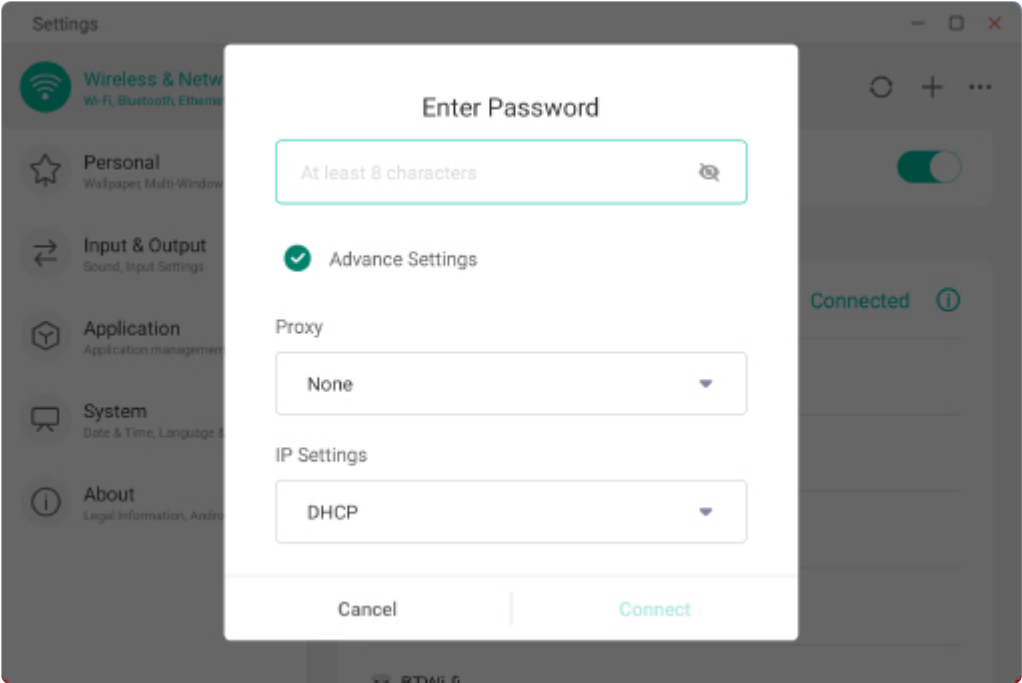 Settings
Wireless & Netw
Wi-Fi, Bluetooth, Etherne
Personal
Wallpaper, Multi-Window
Input & Output
Sound, Input Settings
Application
Application managemen
System
Date & Time, Language &
About
Legal Information, Andro
Enter Password
At least 8 characters
Advance Settings
Proxy
None
IP Settings
DHCP
Cancel
Connect
Connected